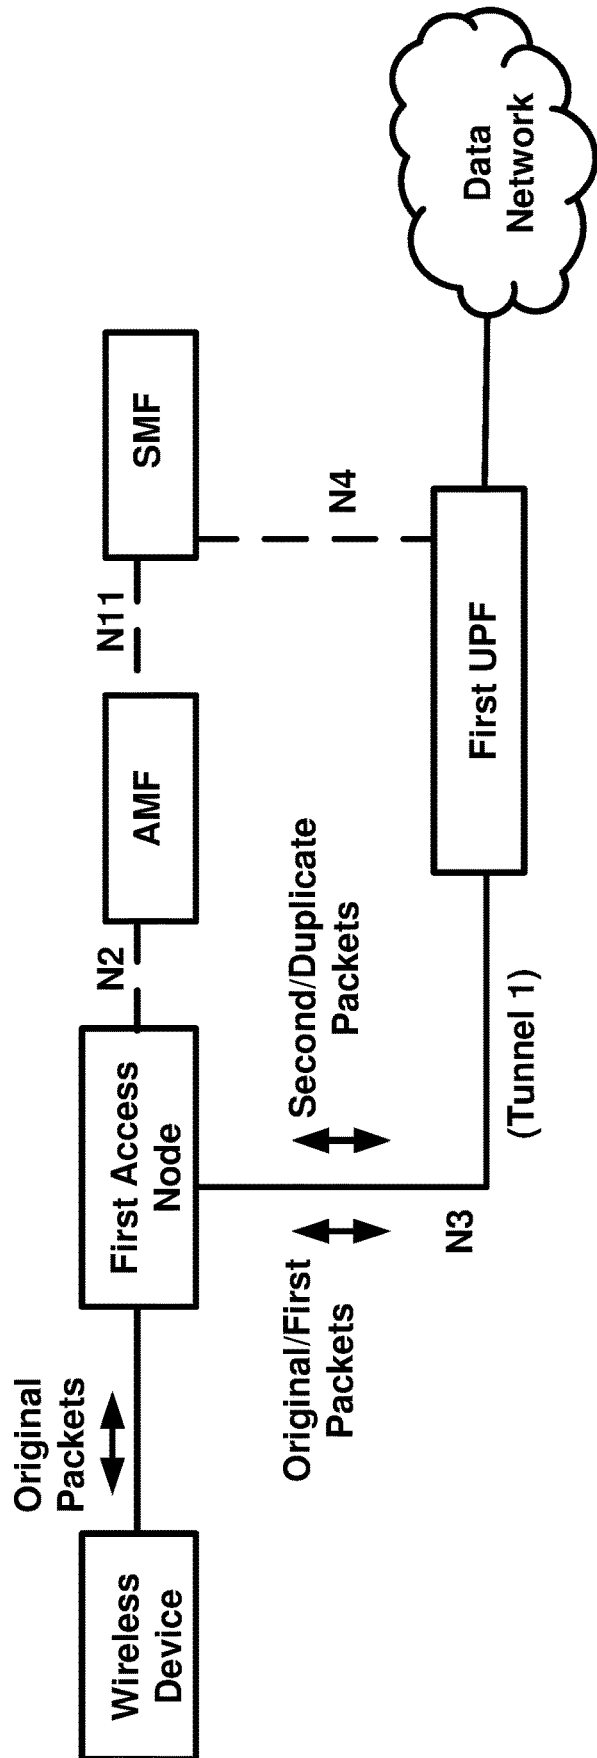 Wireless
Device
Original
Packets
First Access
Node
N2
AMF
N11
SMF
Original/First
Packets
Second/Duplicate
Packets
N3
(Tunnel 1)
N4
First UPF
Data
Network